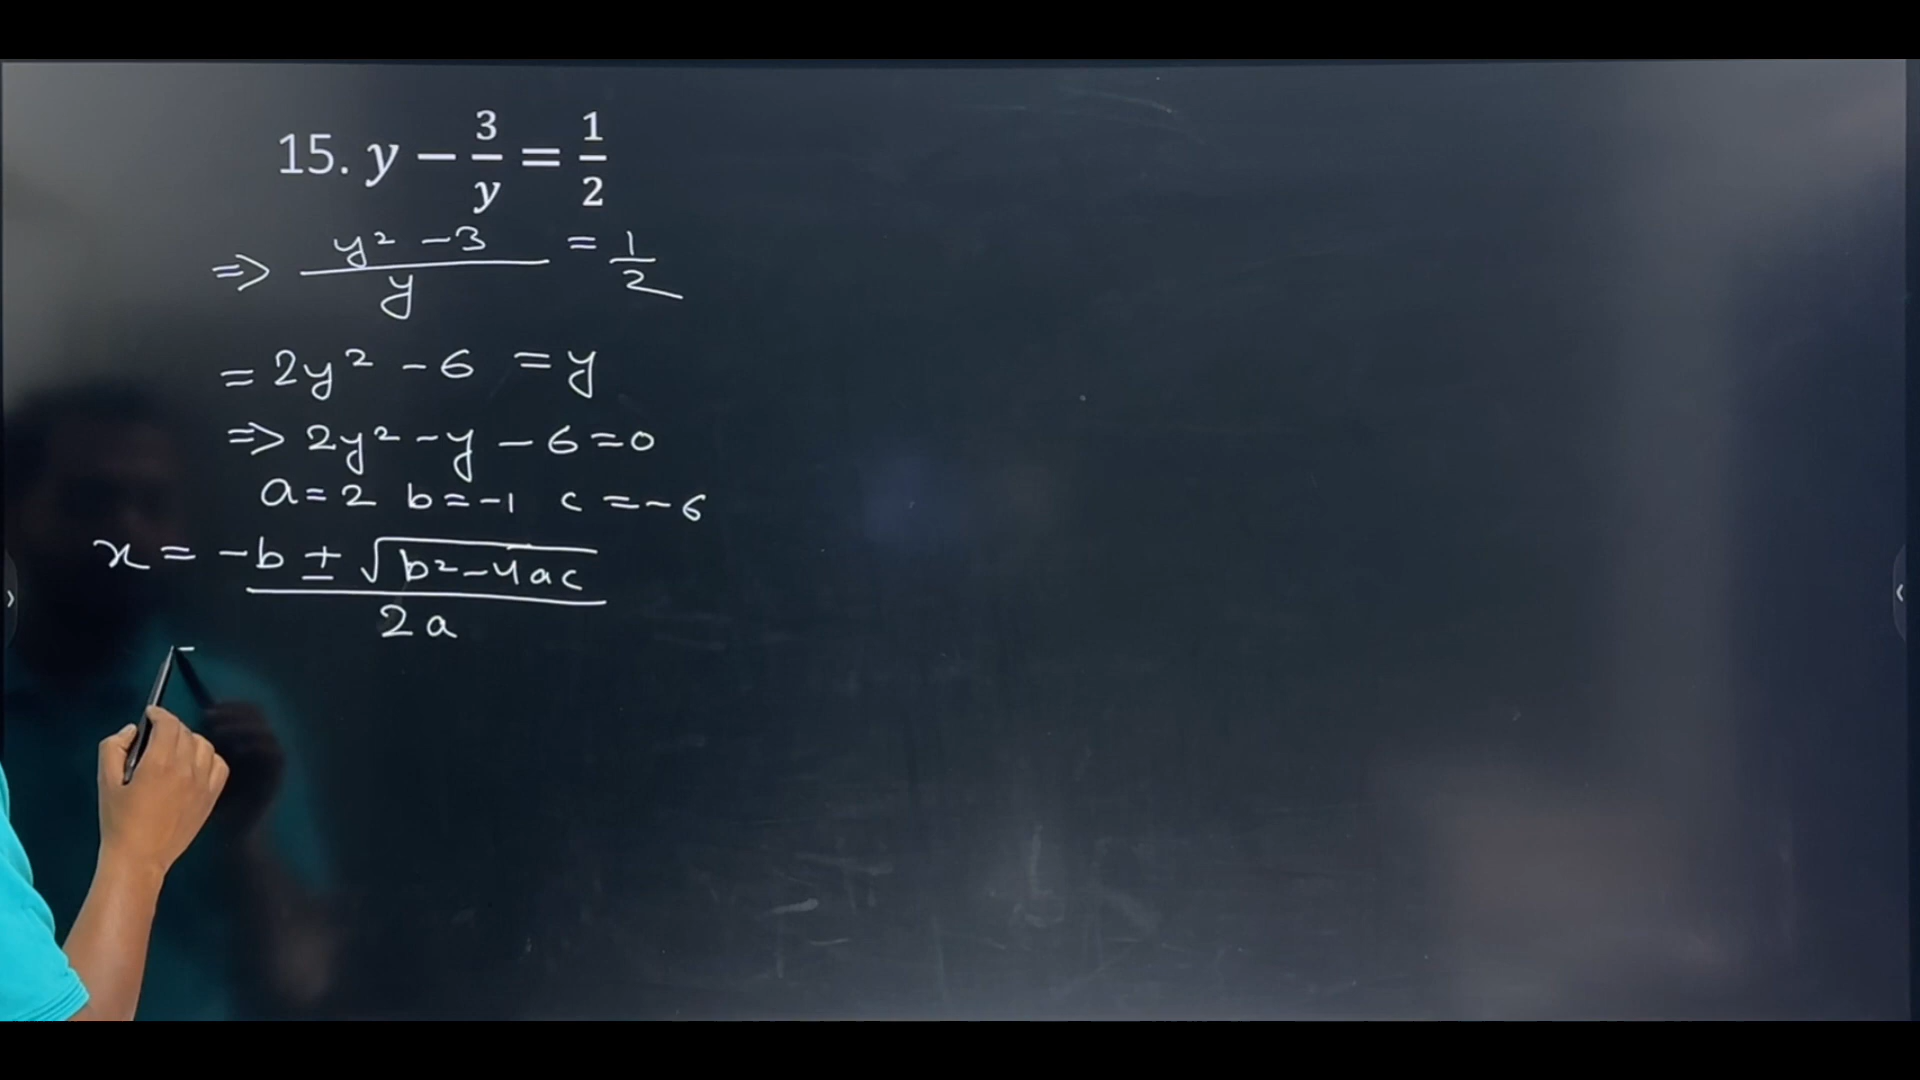 15. y − 3/y = 1/2
⇒ y² − 3 / y = 1/2
= 2y² − 6 = y
⇒ 2y² − y − 6 = 0
a = 2 b = −1 c = −6
x = −b ± √b² − 4ac / 2a